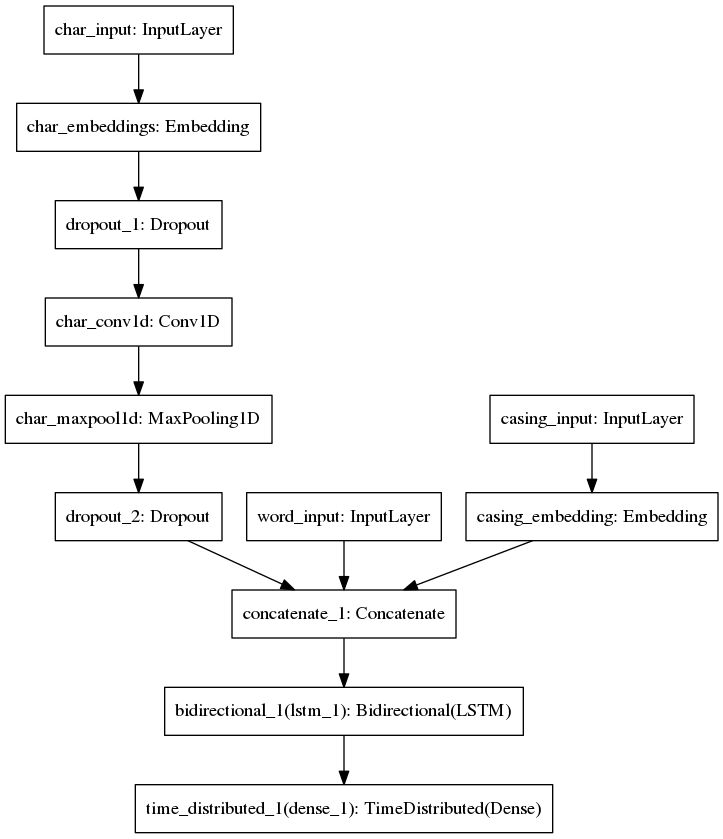 char_input: InputLayer
char_embeddings: Embedding
dropout_1: Dropout
char_conv1d: Conv1D
char_maxpool1d: MaxPooling1D
casing_input: InputLayer
dropout_2: Dropout
word_input: InputLayer
casing_embedding: Embedding
concatenate_1: Concatenate
bidirectional_1(lstm_1): Bidirectional(LSTM)
time_distributed_1(dense_1): TimeDistributed(Dense)